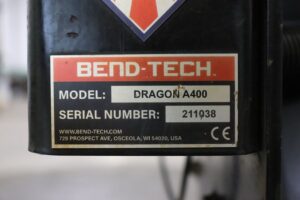 BEND-TECH
MODEL: DRAGON A400
SERIAL NUMBER: 211038
WWW.BEND-TECH.COM
729 PROSPECT AVE, OSCEOLA, WI 54020, USA
CE